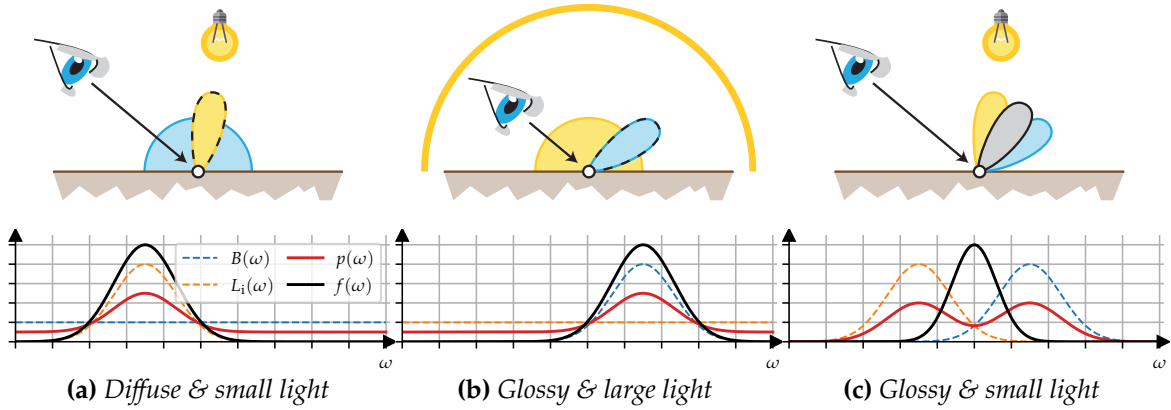 B(ω)
p(ω)
L_i(ω)
f(ω)
ω
ω
ω
(a) Diffuse & small light
(b) Glossy & large light
(c) Glossy & small light